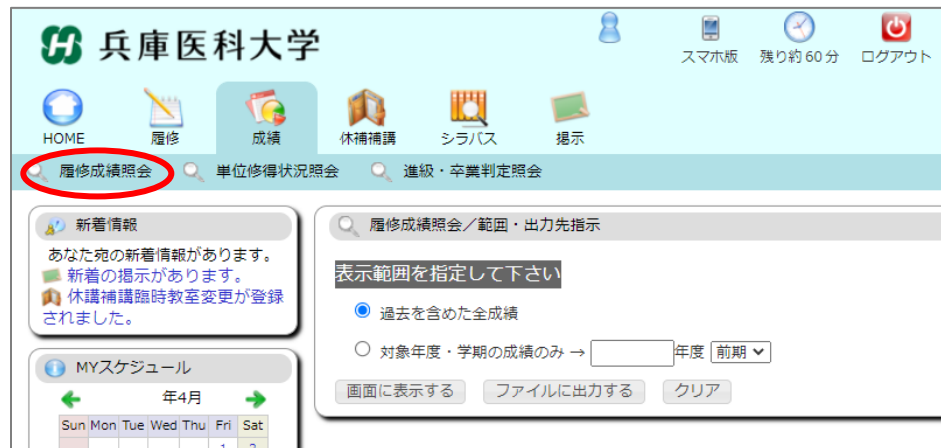 兵庫医科大学
スマホ版 残り約60分 ログアウト
HOME 履修 成績 休補補講 シラバス 掲示
履修成績照会 単位修得状況照会 進級・卒業判定照会
新着情報
あなた宛の新着情報があります。
新着の掲示があります。
休講補講臨時教室変更が登録
されました。
MYスケジュール
年4月
Sun Mon Tue Wed Thu Fri Sat
1 2
履修成績照会/範囲・出力先指示
表示範囲を指定して下さい
過去を含めた全成績
対象年度・学期の成績のみ → 年度 前期
画面に表示する ファイルに出力する クリア